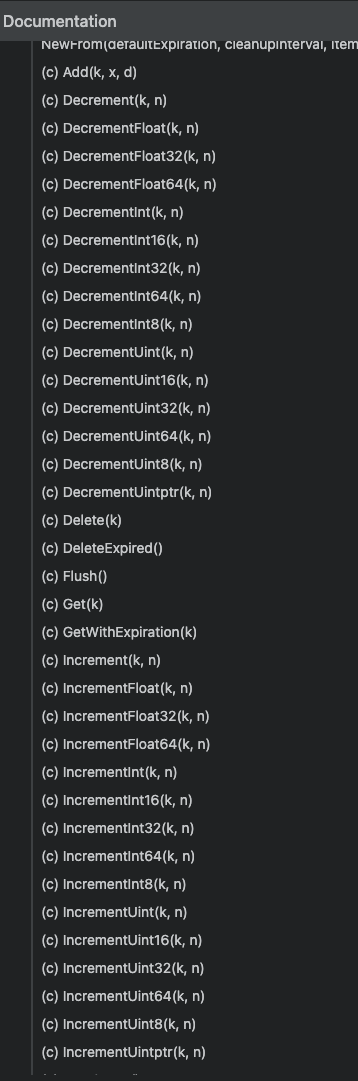 Documentation
NewFrom(defaultExpiration, cleanupInterval, item
(c) Add(k, x, d)
(c) Decrement(k, n)
(c) DecrementFloat(k, n)
(c) DecrementFloat32(k, n)
(c) DecrementFloat64(k, n)
(c) DecrementInt(k, n)
(c) DecrementInt16(k, n)
(c) DecrementInt32(k, n)
(c) DecrementInt64(k, n)
(c) DecrementInt8(k, n)
(c) DecrementUint(k, n)
(c) DecrementUint16(k, n)
(c) DecrementUint32(k, n)
(c) DecrementUint64(k, n)
(c) DecrementUint8(k, n)
(c) DecrementUintptr(k, n)
(c) Delete(k)
(c) DeleteExpired()
(c) Flush()
(c) Get(k)
(c) GetWithExpiration(k)
(c) Increment(k, n)
(c) IncrementFloat(k, n)
(c) IncrementFloat32(k, n)
(c) IncrementFloat64(k, n)
(c) IncrementInt(k, n)
(c) IncrementInt16(k, n)
(c) IncrementInt32(k, n)
(c) IncrementInt64(k, n)
(c) IncrementInt8(k, n)
(c) IncrementUint(k, n)
(c) IncrementUint16(k, n)
(c) IncrementUint32(k, n)
(c) IncrementUint64(k, n)
(c) IncrementUint8(k, n)
(c) IncrementUintptr(k, n)